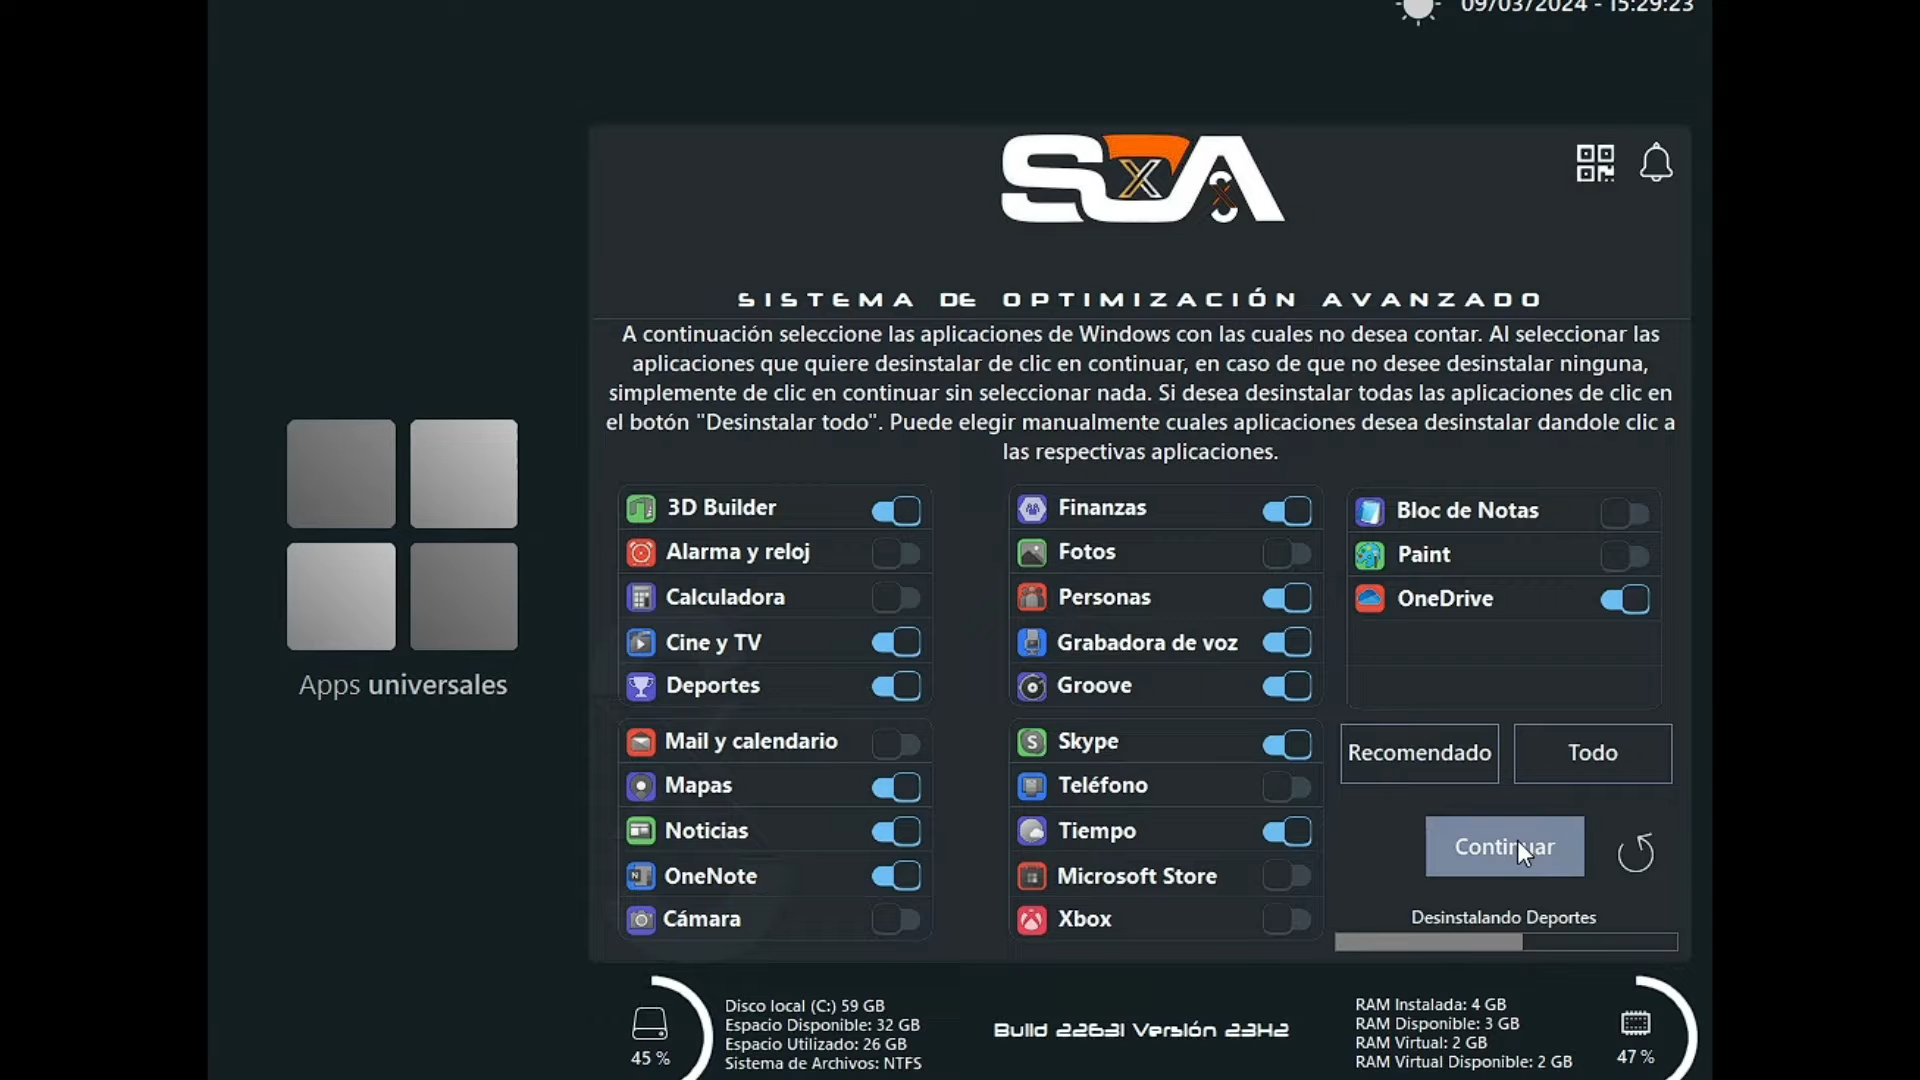 09/03/2024 - 15:29:23
SISTEMA DE OPTIMIZACIÓN AVANZADO
A continuación seleccione las aplicaciones de Windows con las cuales no desea contar. Al seleccionar las
aplicaciones que quiere desinstalar de clic en continuar, en caso de que no desee desinstalar ninguna,
simplemente de clic en continuar sin seleccionar nada. Si desea desinstalar todas las aplicaciones de clic en
el botón "Desinstalar todo". Puede elegir manualmente cuales aplicaciones desea desinstalar dandole clic a
las respectivas aplicaciones.
Apps universales
3D Builder
Alarma y reloj
Calculadora
Cine y TV
Deportes
Mail y calendario
Mapas
Noticias
OneNote
Cámara
Finanzas
Fotos
Personas
Grabadora de voz
Groove
Skype
Teléfono
Tiempo
Microsoft Store
Xbox
Bloc de Notas
Paint
OneDrive
Recomendado
Todo
Continuar
Desinstalando Deportes
45 %
Disco local (C:) 59 GB
Espacio Disponible: 32 GB
Espacio Utilizado: 26 GB
Sistema de Archivos: NTFS
Build 22631 Versión 23H2
RAM Instalada: 4 GB
RAM Disponible: 3 GB
RAM Virtual: 2 GB
RAM Virtual Disponible: 2 GB
47 %